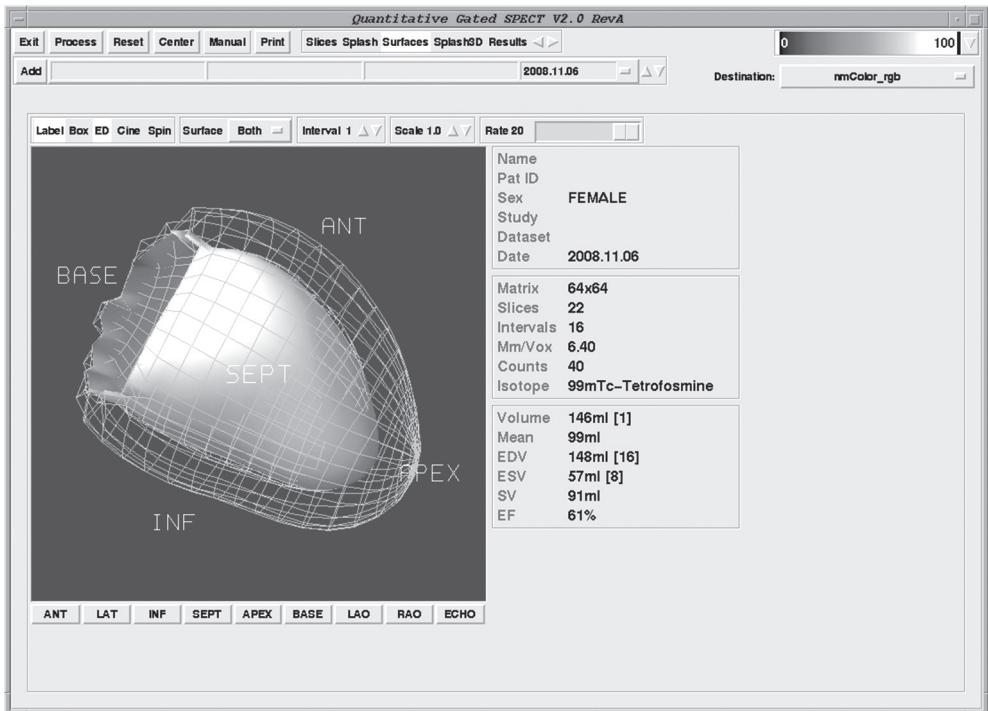 Quantitative Gated SPECT V2.0 RevA
Exit Process Reset Center Manual Print Slices Splash Surfaces Splash3D Results
0 100
Add 2008.11.06
Destination: nmColor_rgb
Label Box ED Cine Spin Surface Both Interval 1 Scale 1.0 Rate 20
ANT
BASE
SEPT
APEX
INF
Name
Pat ID
Sex FEMALE
Study
Dataset
Date 2008.11.06
Matrix 64x64
Slices 22
Intervals 16
Mm/Vox 6.40
Counts 40
Isotope 99mTc-Tetrofosmine
Volume 146ml [1]
Mean 99ml
EDV 148ml [16]
ESV 57ml [8]
SV 91ml
EF 61%
ANT LAT INF SEPT APEX BASE LAO RAO ECHO